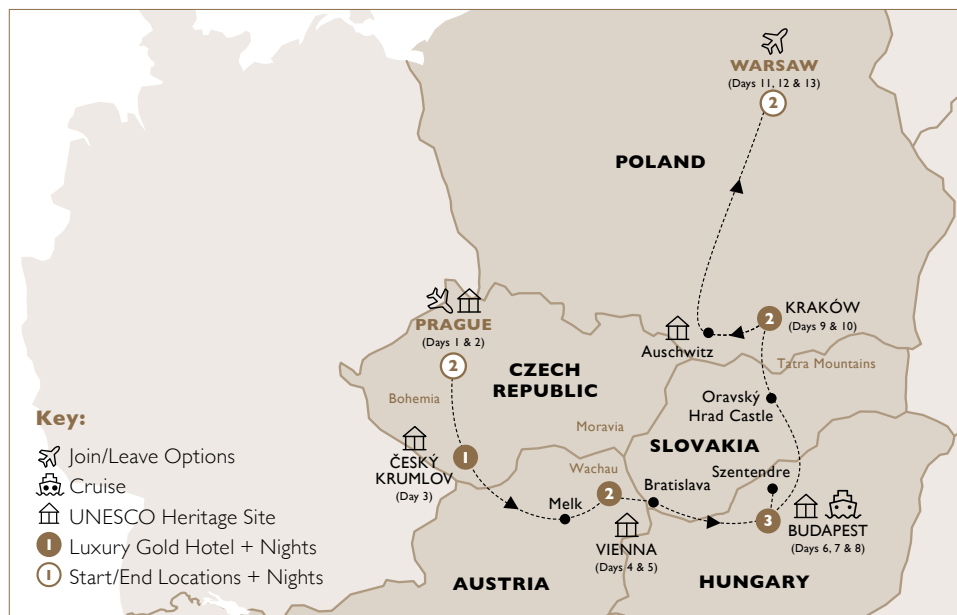 WARSAW
(Days 11, 12 & 13)
2
POLAND
PRAGUE
(Days 1 & 2)
2
KRAKÓW
(Days 9 & 10)
2
Auschwitz
Tatra Mountains
CZECH
REPUBLIC
Bohemia
Oravský
Hrad Castle
Moravia
SLOVAKIA
ČESKÝ
KRUMLOV
(Day 3)
1
Wachau
2
Melk
Bratislava
Szentendre
3
VIENNA
(Days 4 & 5)
BUDAPEST
(Days 6, 7 & 8)
AUSTRIA
HUNGARY
Key:
Join/Leave Options
Cruise
UNESCO Heritage Site
1 Luxury Gold Hotel + Nights
1 Start/End Locations + Nights